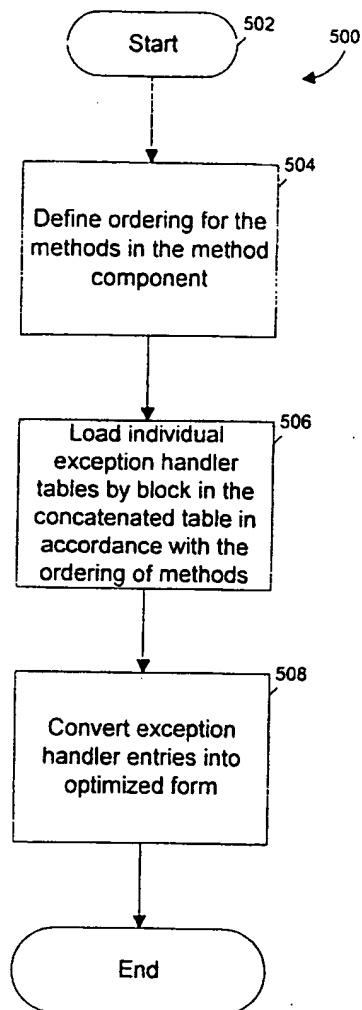 Start
502
500
504
Define ordering for the
methods in the method
component
506
Load individual
exception handler
tables by block in the
concatenated table in
accordance with the
ordering of methods
508
Convert exception
handler entries into
optimized form
End